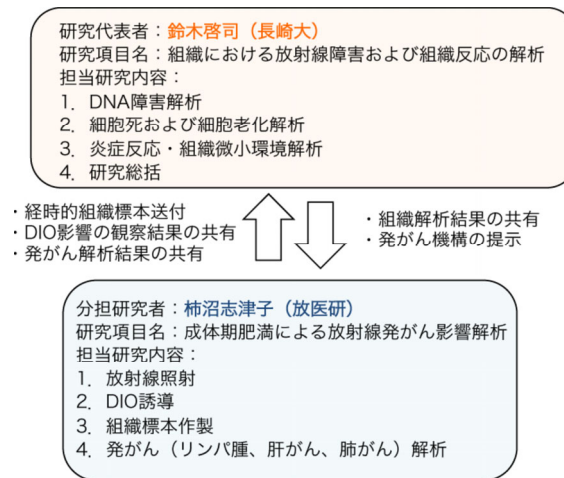 研究代表者：鈴木啓司（長崎大）
研究項目名：組織における放射線障害および組織反応の解析
担当研究内容：
1. DNA障害解析
2. 細胞死および細胞老化解析
3. 炎症反応・組織微小環境解析
4. 研究総括
・経時的組織標本送付
・DIO影響の観察結果の共有
・発がん解析結果の共有
・組織解析結果の共有
・発がん機構の提示
分担研究者：柿沼志津子（放医研）
研究項目名：成体期肥満による放射線発がん影響解析
担当研究内容：
1. 放射線照射
2. DIO誘導
3. 組織標本作製
4. 発がん（リンパ腫、肝がん、肺がん）解析